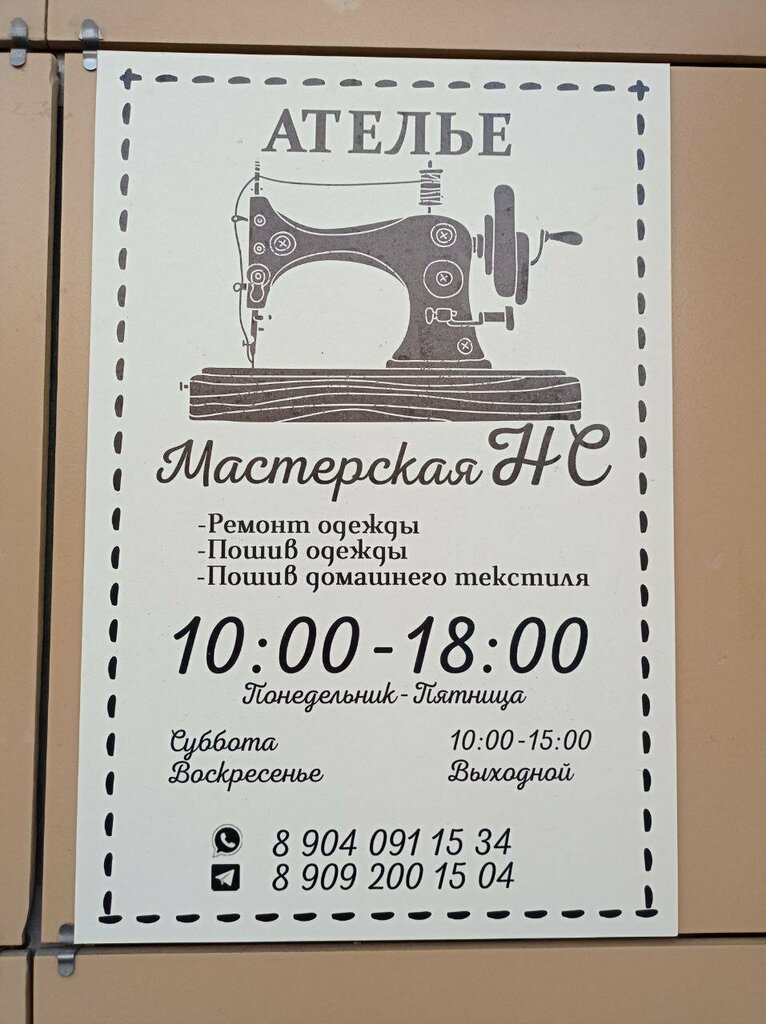 АТЕЛЬЕ
Мастерская НС
-Ремонт одежды
-Пошив одежды
-Пошив домашнего текстиля
10:00-18:00
Понедельник-Пятница
Суббота 10:00-15:00
Воскресенье Выходной
8 904 091 15 34
8 909 200 15 04